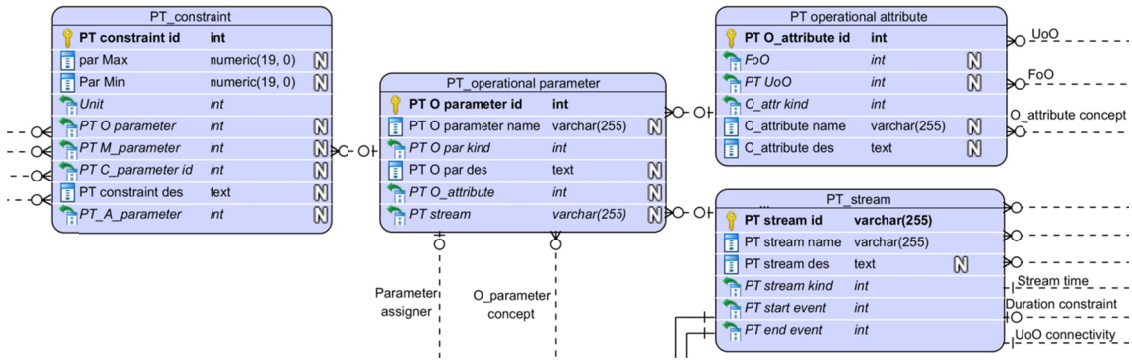 PT_constraint
PT constraint id int
par Max numeric(19, 0) N
Par Min numeric(19, 0) N
Unit int N
PT O parameter int N
PT M_parameter int N
PT C_parameter id int N
PT constraint des text N
PT_A_parameter int N
PT_operational parameter
PT O parameter id int
PT O parameter name varchar(255) N
PT O par kind int
PT O par des text N
PT O_attribute int N
PT stream varchar(255) N
Parameter
assigner
O_parameter
concept
PT operational attribute
PT O_attribute id int
FoO int N
PT UoO int N
O_attr kind int
O_attribute name varchar(255) N
O_attribute des text N
UoO
FoO
O_attribute concept
PT_stream
...
PT stream id varchar(255)
PT stream name varchar(255)
PT stream des text N
PT stream kind int
PT start event int
PT end event int
Stream time
Duration constraint
UoO connectivity